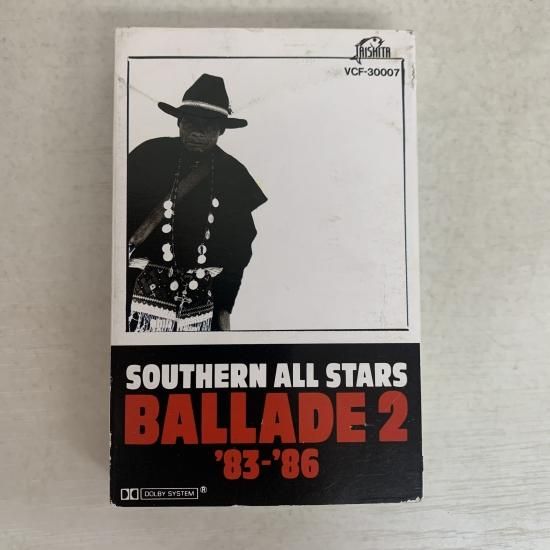 TAISHITA
VCF-30007
SOUTHERN ALL STARS
BALLADE 2
'83-'86
DOLBY SYSTEM ®